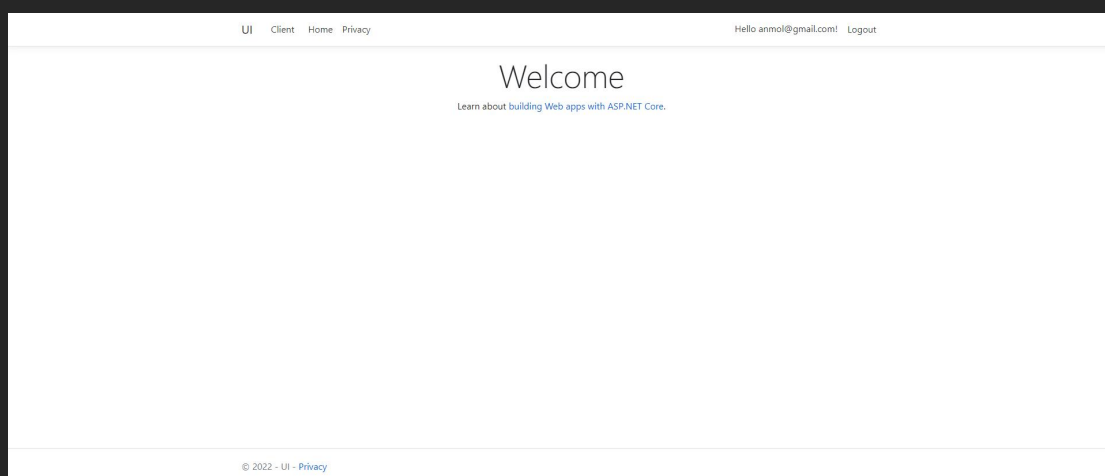 UI Client Home Privacy Hello anmol@gmail.com! Logout
Welcome
Learn about building Web apps with ASP.NET Core.
© 2022 - UI - Privacy